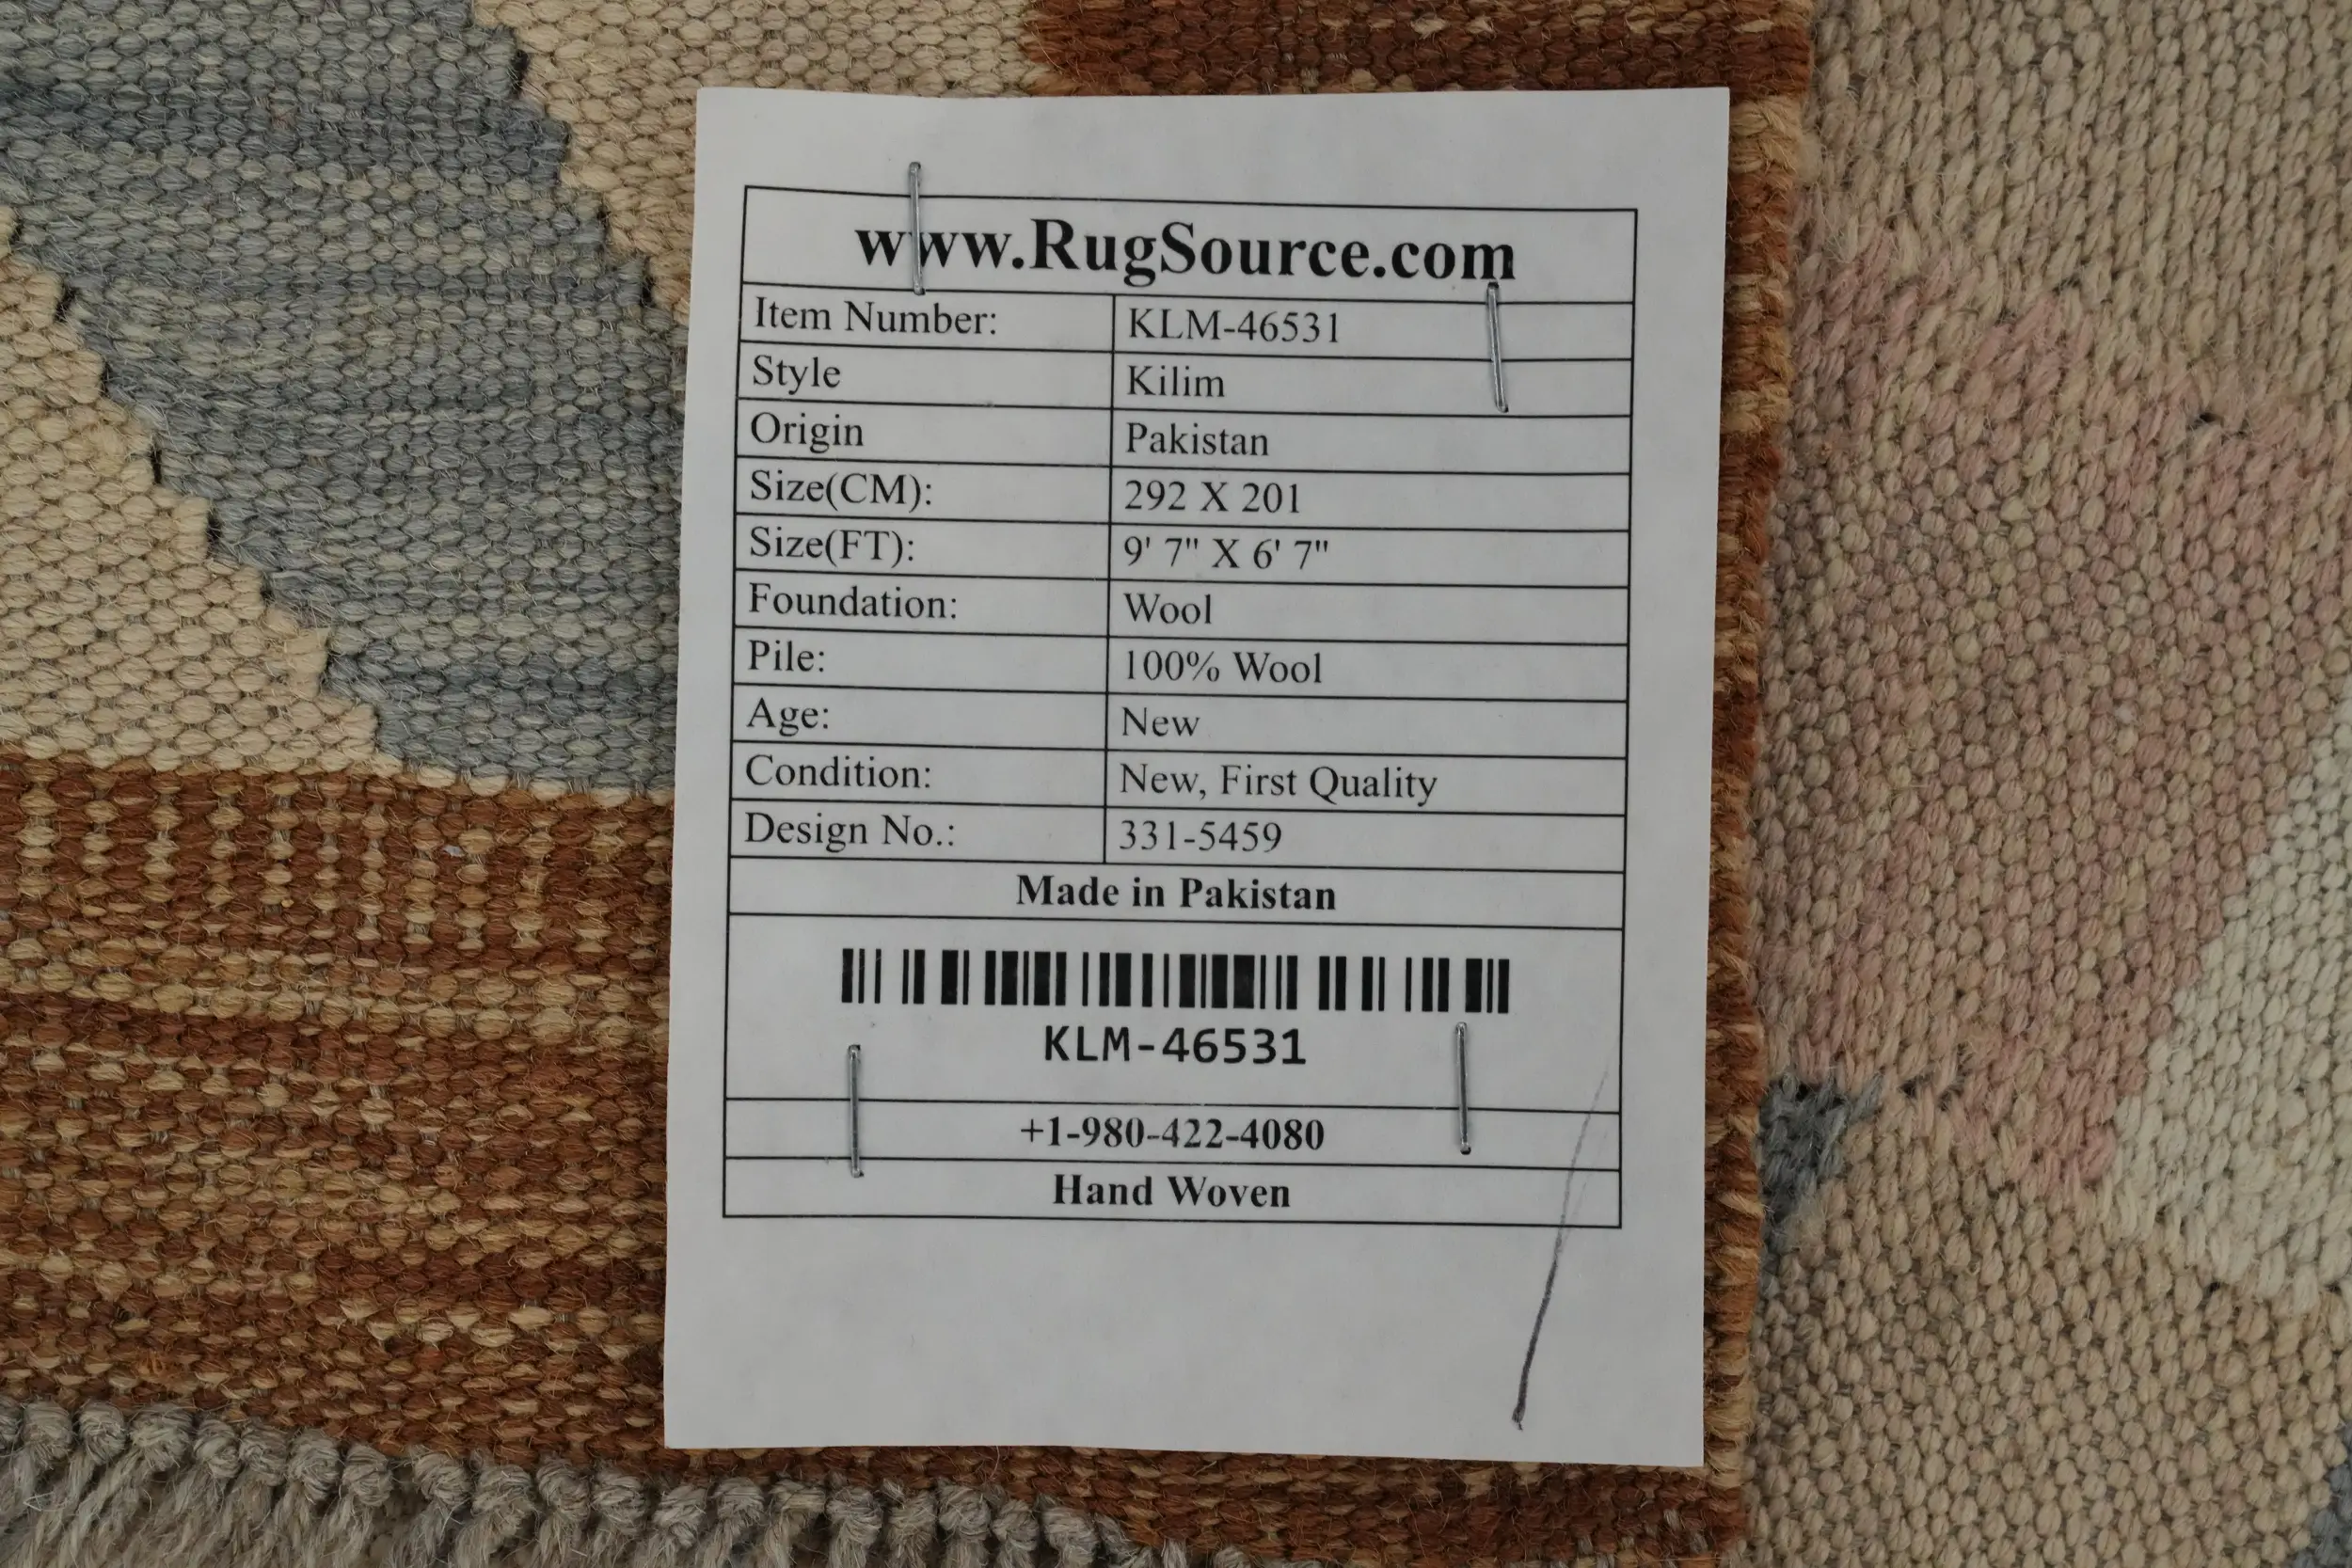 www.RugSource.com
Item Number: KLM-46531
Style Kilim
Origin Pakistan
Size(CM): 292 X 201
Size(FT): 9' 7" X 6' 7"
Foundation: Wool
Pile: 100% Wool
Age: New
Condition: New, First Quality
Design No.: 331-5459
Made in Pakistan
KLM-46531
+1-980-422-4080
Hand Woven